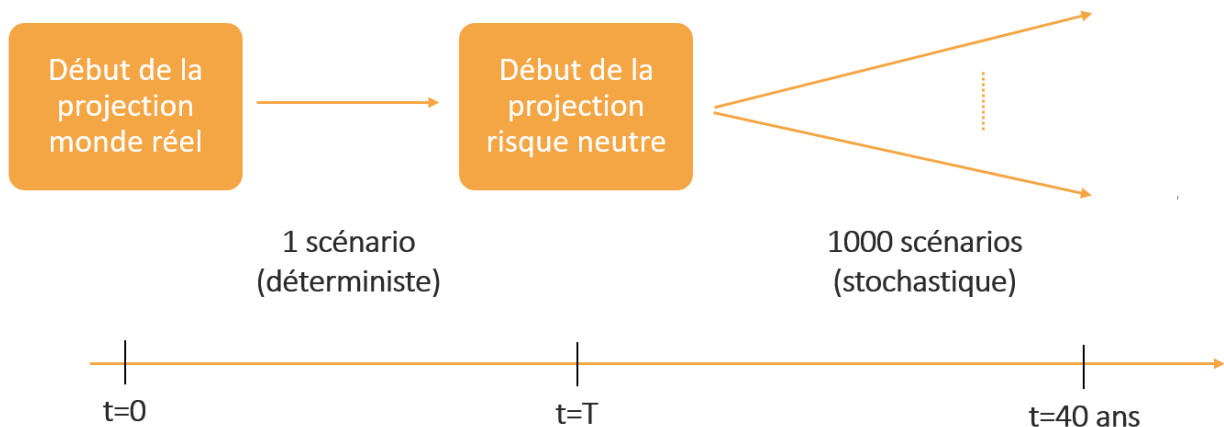 Début de la
projection
monde réel
Début de la
projection
risque neutre
1 scénario
(déterministe)
1000 scénarios
(stochastique)
t=0
t=T
t=40 ans